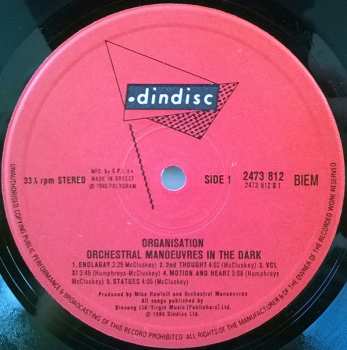 .dindisc
MFG. by
MADE IN GREECE
℗ 1980 POLYGRAM
33⅓ rpm STEREO
SIDE 1
2473 812
2473 812 B1
BIEM
ORGANISATION
ORCHESTRAL MANOEUVRES IN THE DARK
1. ENOLAGAY 3:29 McCluskey) • 2. 2nd THOUGHT 4:02 (McCluskey) • 3. VCL
XI 3:43 (Humphreys-McCluskey) • 4. MOTION AND HEART 3:08 (Humphreys-
McCluskey) • 5. STATUES 4:05 (McCluskey)
Produced by Mike Howlett and Orchestral Manoeuvres
All songs published by
Dinsong Ltd/Virgin Music (Publishers)Ltd.
© 1980 Dindisc Ltd.
UNAUTHORISED COPYING PUBLIC PERFORMANCE & BROADCASTING OF THIS RECORD PROHIBITED. ALL RIGHTS OF THE MANUFACTURER & OF THE OWNER OF THE RECORDED WORK RESERVED